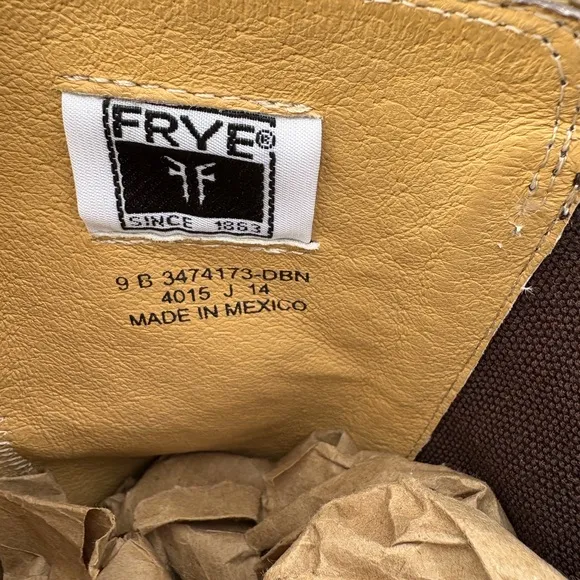 FRYE®
SINCE 1863
9 B 3474173-DBN
4015 J 14
MADE IN MEXICO